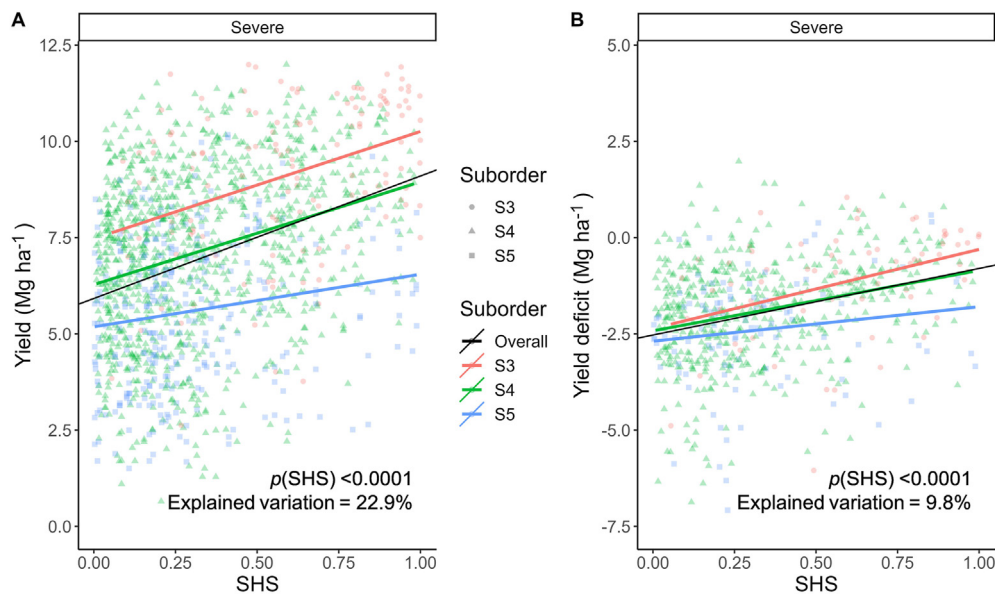 A
Severe
Yield (Mg ha⁻¹)
12.5
10.0
7.5
5.0
2.5
0.0
p(SHS) <0.0001
Explained variation = 22.9%
0.00 0.25 0.50 0.75 1.00
SHS
Suborder
S3
S4
S5
Suborder
Overall
S3
S4
S5
B
Severe
Yield deficit (Mg ha⁻¹)
5.0
2.5
0.0
-2.5
-5.0
-7.5
p(SHS) <0.0001
Explained variation = 9.8%
0.00 0.25 0.50 0.75 1.00
SHS